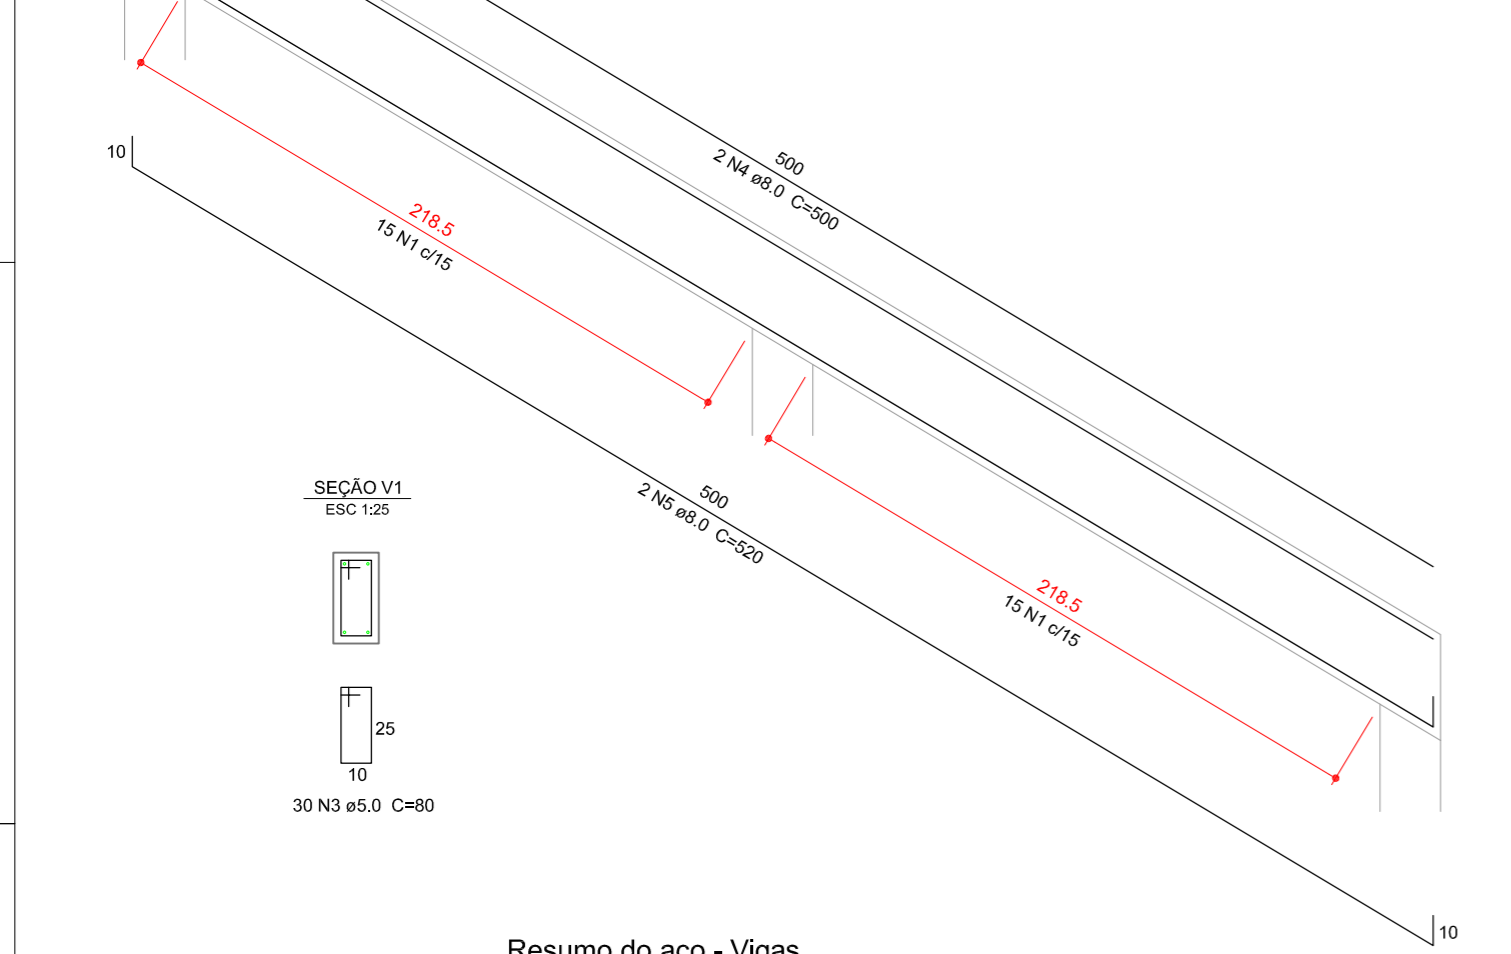 500
2 N4 ø8.0 C=500
10
218.5
15 N1 c/15
500
2 N5 ø8.0 C=520
SEÇÃO V1
ESC 1:25
218.5
15 N1 c/15
25
10
30 N3 ø5.0 C=80
10
Resumo do aço - Vigas